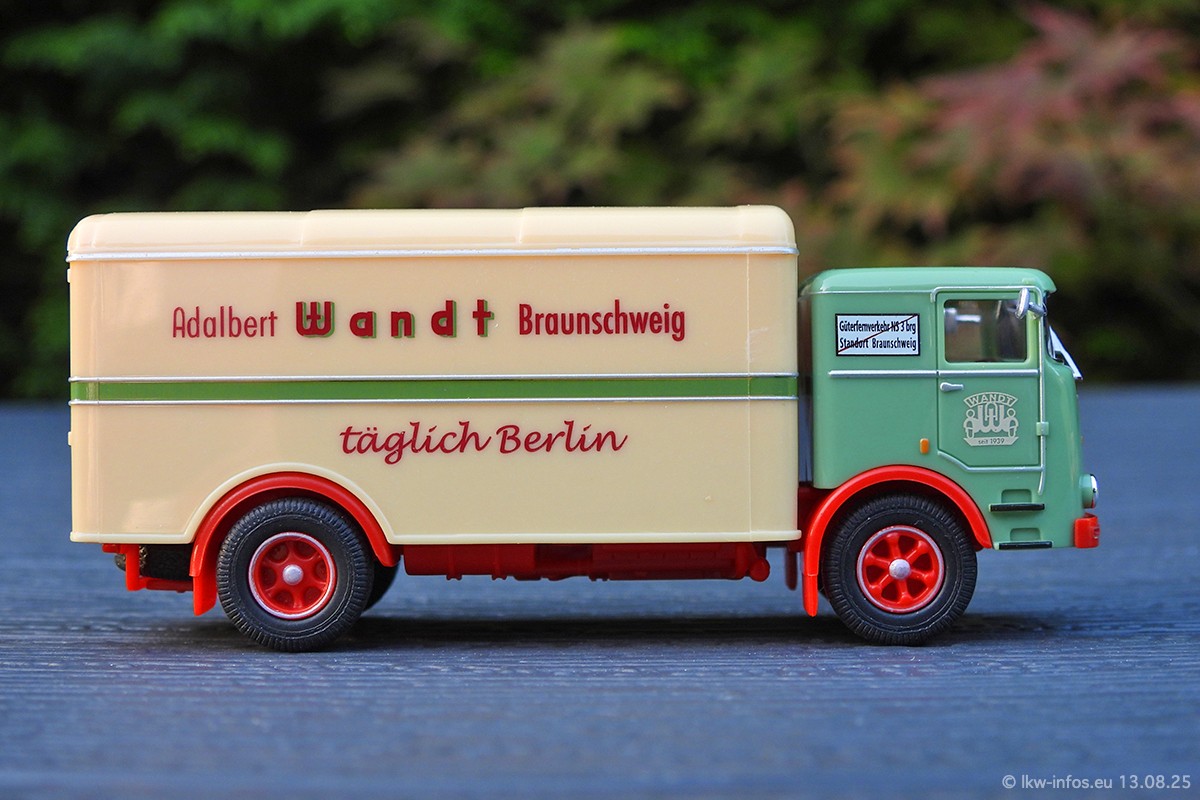 Adalbert Wandt Braunschweig
täglich Berlin
Güterfernverkehr NS 3 brg
Standort Braunschweig
WANDT
W
seit 1939
© lkw-infos.eu 13.08.25